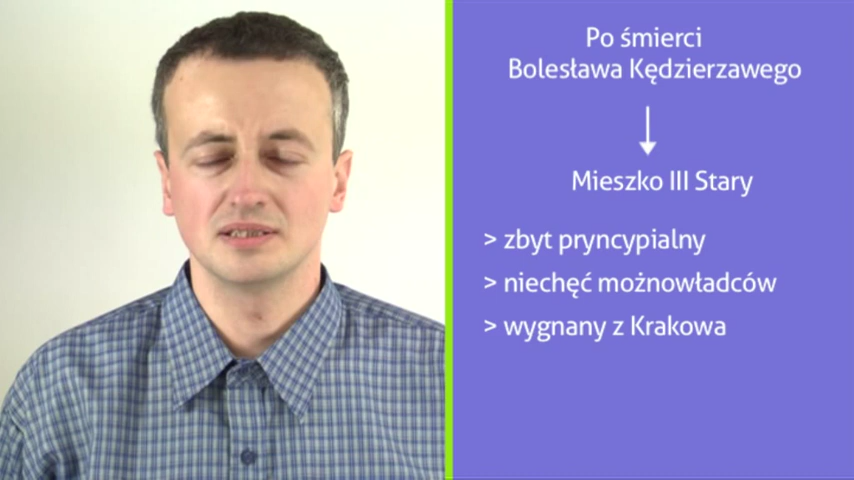 Po śmierci
Bolesława Kędzierzawego
Mieszko III Stary
> zbyt pryncypialny
> niechęć możnowładców
> wygnany z Krakowa